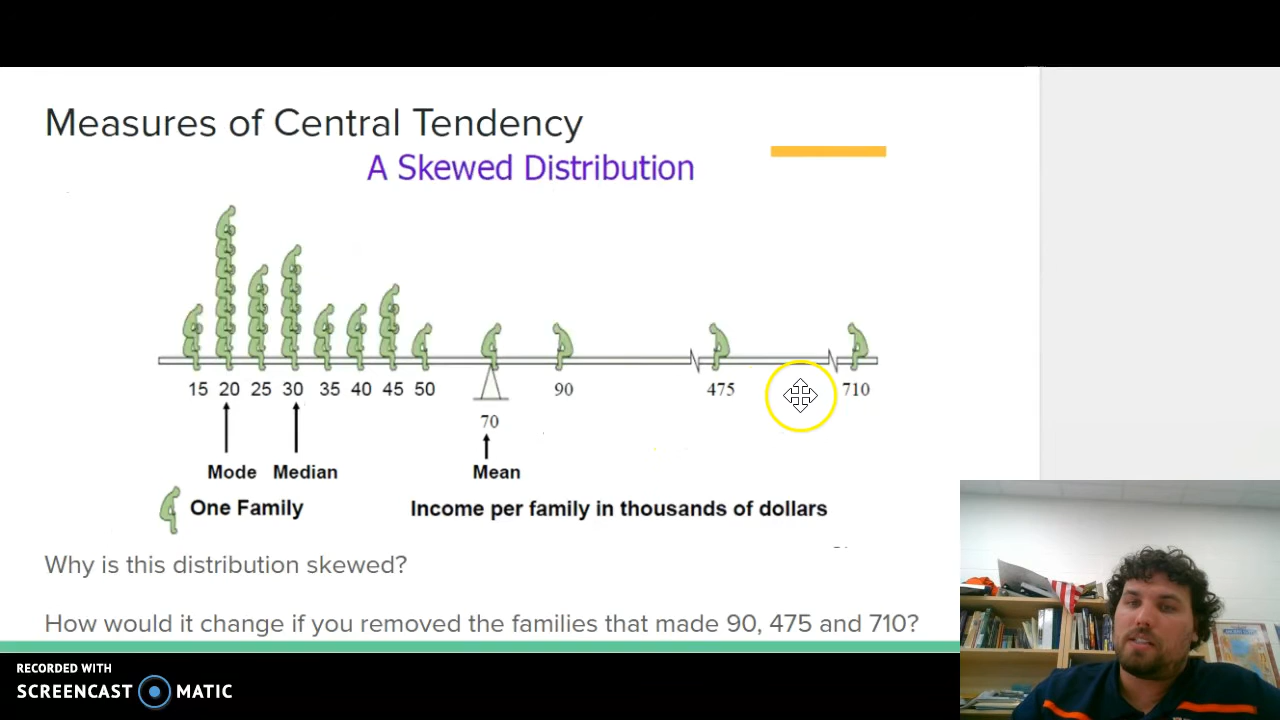 Measures of Central Tendency
A Skewed Distribution
15 20 25 30 35 40 45 50 90 475 710
70
Mode Median Mean
One Family Income per family in thousands of dollars
Why is this distribution skewed?
How would it change if you removed the families that made 90, 475 and 710?
RECORDED WITH
SCREENCAST MATIC